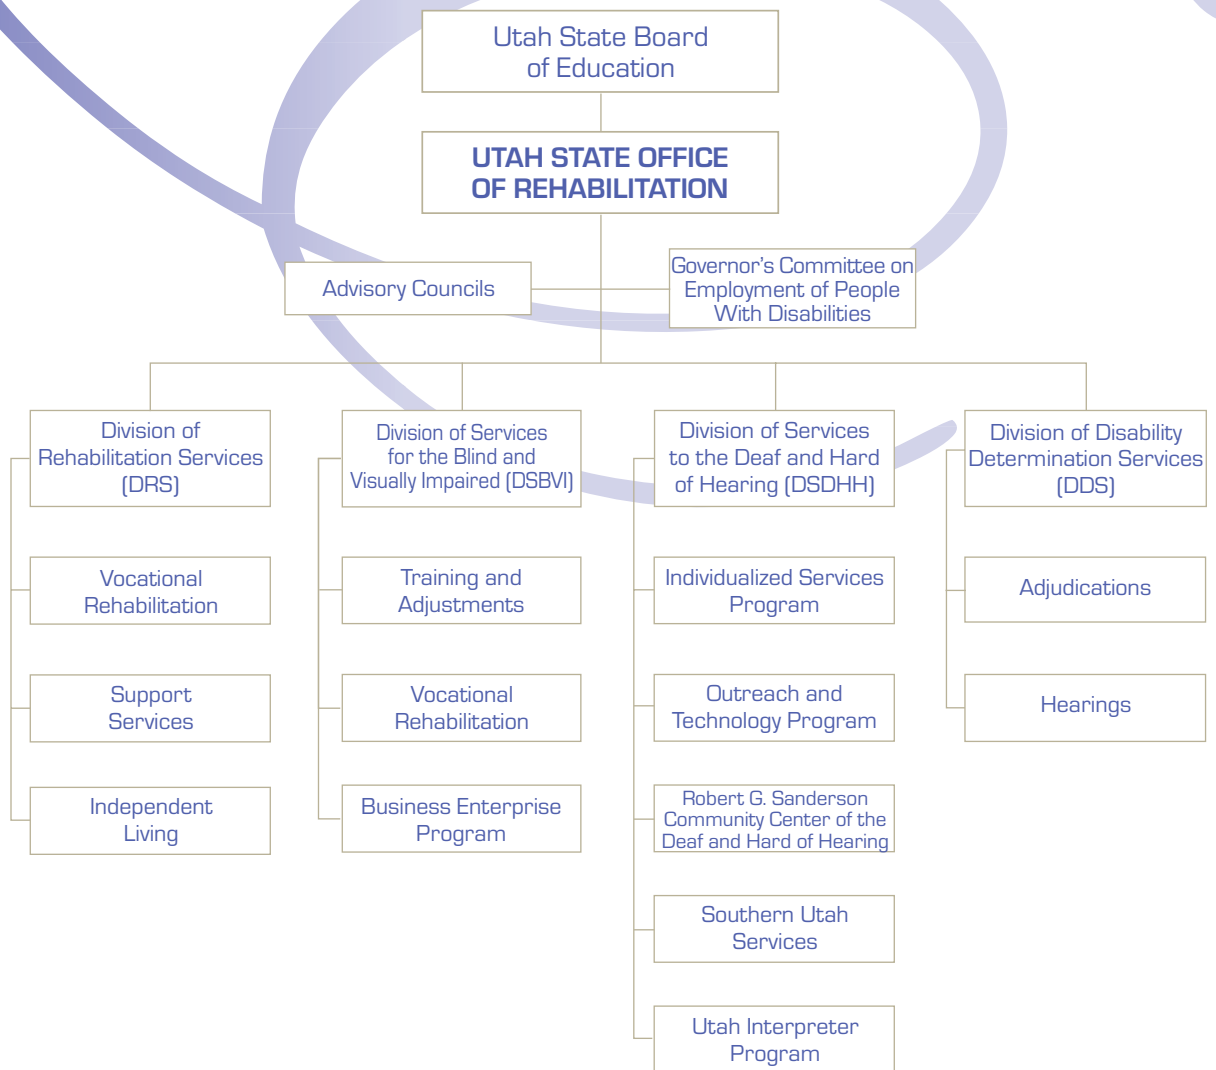 Utah State Board
of Education
UTAH STATE OFFICE
OF REHABILITATION
Advisory Councils
Governor's Committee on
Employment of People
With Disabilities
Division of
Rehabilitation Services
(DRS)
Vocational
Rehabilitation
Support
Services
Independent
Living
Division of Services
for the Blind and
Visually Impaired (DSBVI)
Training and
Adjustments
Vocational
Rehabilitation
Business Enterprise
Program
Division of Services
to the Deaf and Hard
of Hearing (DSDHH)
Individualized Services
Program
Outreach and
Technology Program
Robert G. Sanderson
Community Center of the
Deaf and Hard of Hearing
Southern Utah
Services
Utah Interpreter
Program
Division of Disability
Determination Services
(DDS)
Adjudications
Hearings